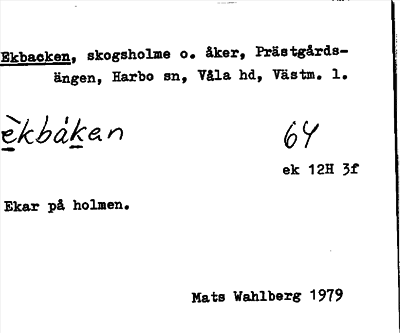 Ekbacken, skogsholme o. åker, Prästgårds-
ängen, Harbo sn, Våla hd, Västm. l.
èkbákan 64
ek 12H 3f
Ekar på holmen.
Mats Wahlberg 1979